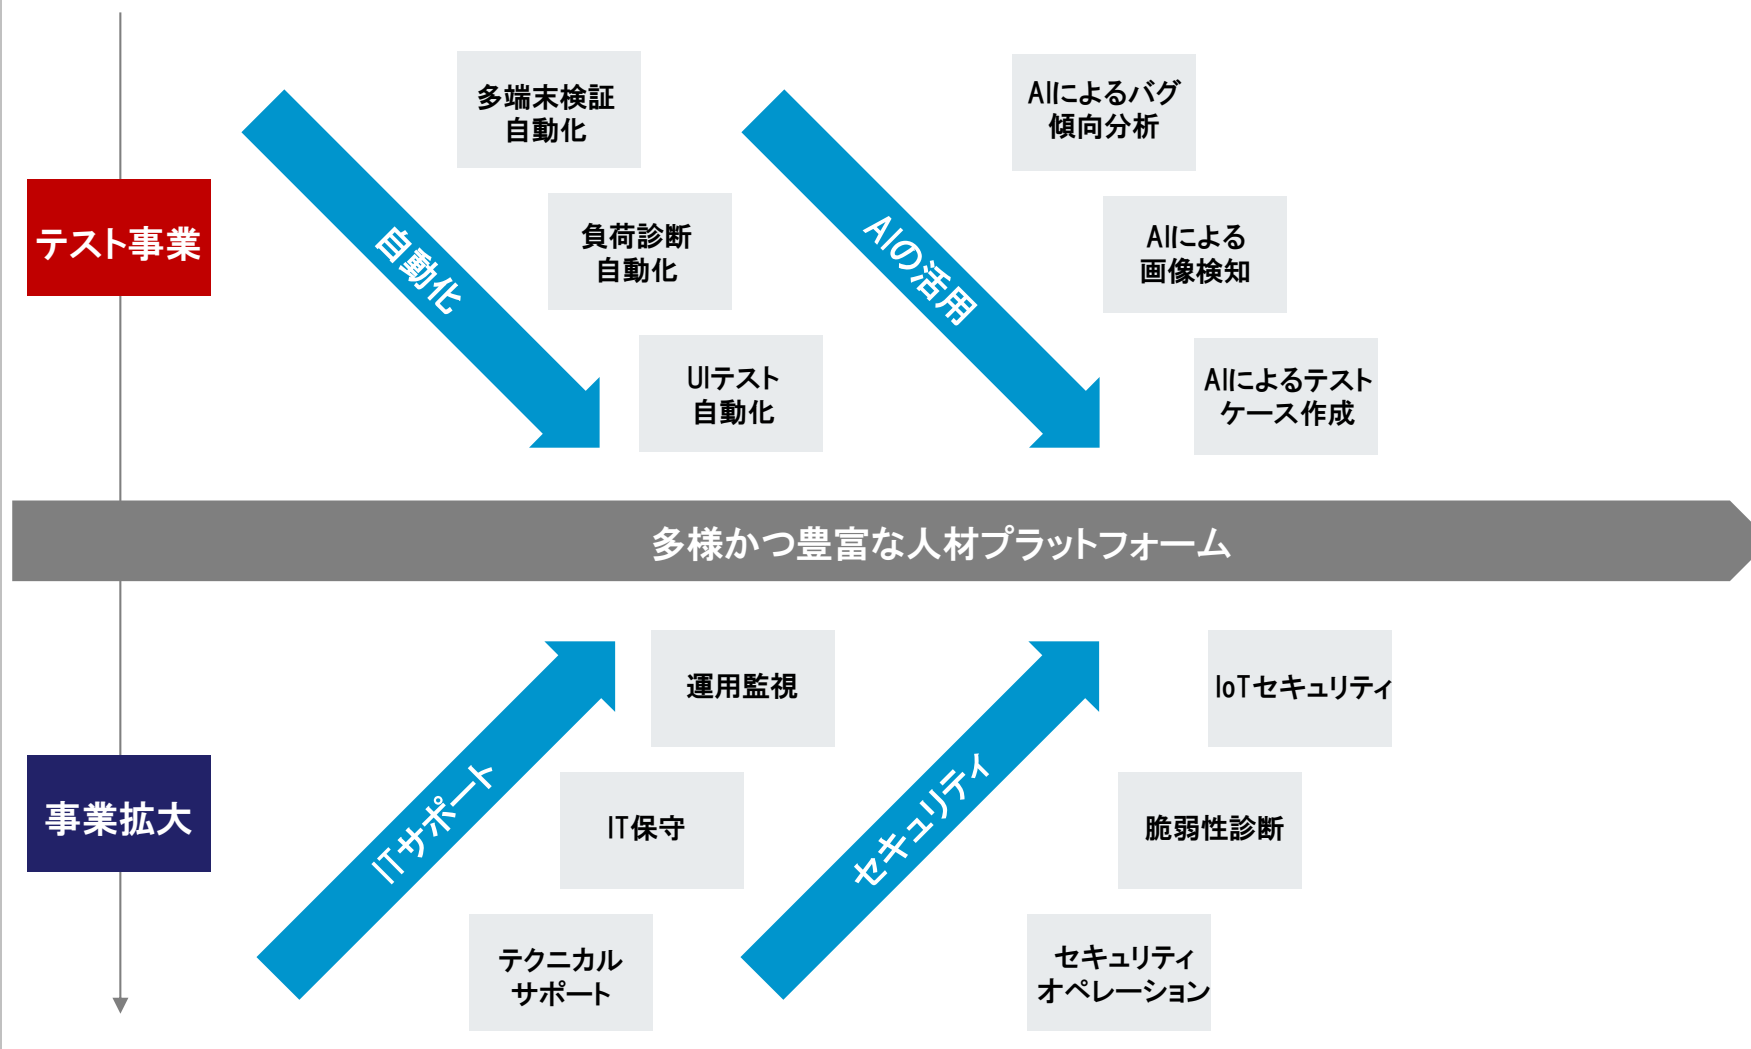 テスト事業
自動化
多端末検証
自動化
負荷診断
自動化
UIテスト
自動化
AIの活用
AIによるバグ
傾向分析
AIによる
画像検知
AIによるテスト
ケース作成
多様かつ豊富な人材プラットフォーム
事業拡大
ITサポート
運用監視
IT保守
テクニカル
サポート
セキュリティ
IoTセキュリティ
脆弱性診断
セキュリティ
オペレーション